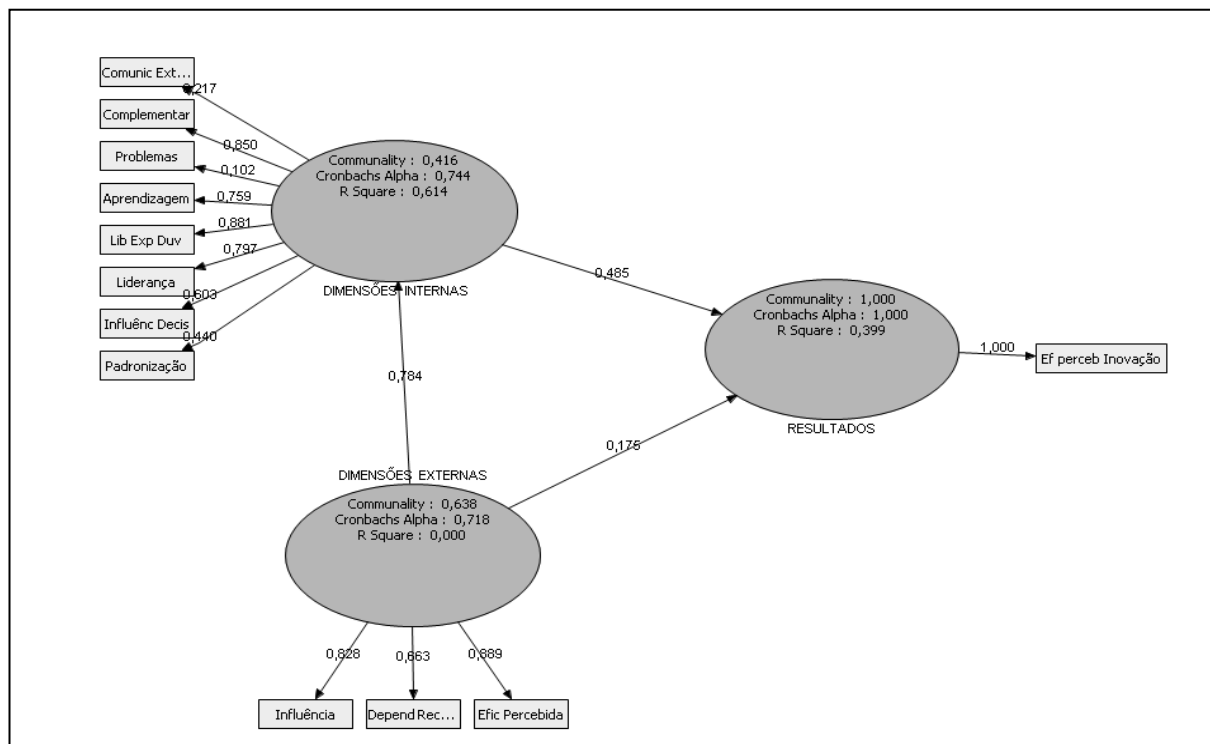 Comunic Ext...
0,217
Complementar
0,850
Problemas
0,102
Aprendizagem
0,759
Lib Exp Duv
0,881
Liderança
0,797
Influênc Decis
0,603
Padronização
0,440
Communality : 0,416
Cronbachs Alpha : 0,744
R Square : 0,614
DIMENSÕES INTERNAS
0,485
Communality : 1,000
Cronbachs Alpha : 1,000
R Square : 0,399
RESULTADOS
1,000
Ef perceb Inovação
0,784
0,175
DIMENSÕES EXTERNAS
Communality : 0,638
Cronbachs Alpha : 0,718
R Square : 0,000
0,828
0,663
0,889
Influência
Depend Rec...
Efic Percebida